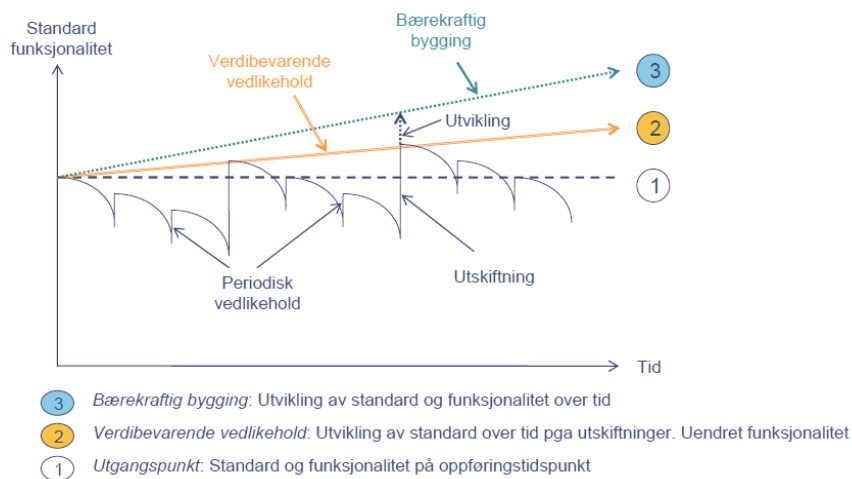 Standard
funksjonalitet
Bærekraftig
bygging
Verdibevarende
vedlikehold
3
Utvikling
2
1
Periodisk
vedlikehold
Utskiftning
Tid
3 Bærekraftig bygging: Utvikling av standard og funksjonalitet over tid
2 Verdibevarende vedlikehold: Utvikling av standard over tid pga utskiftninger. Uendret funksjonalitet
1 Utgangspunkt: Standard og funksjonalitet på oppføringstidspunkt